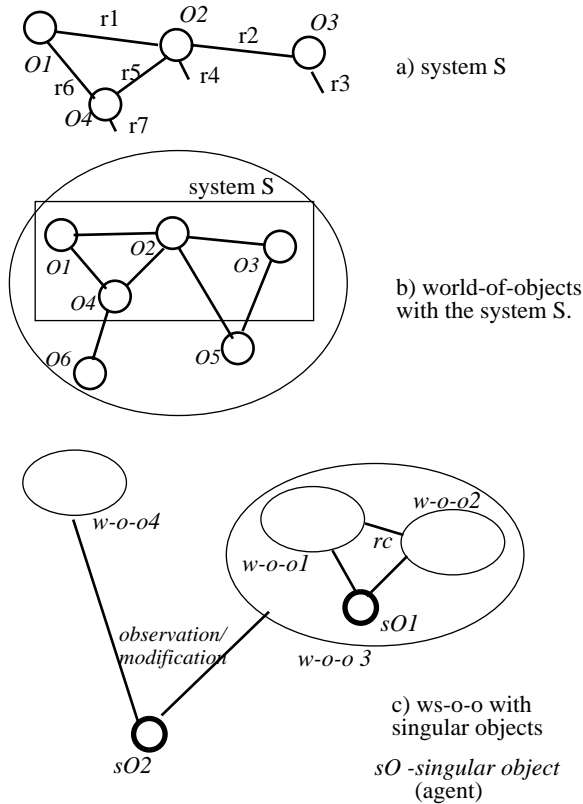 r1
O2
O3
O1
r2
r6
r5
r4
r3
O4
r7
a) system S
system S
O1
O2
O3
O4
O6
O5
b) world-of-objects
with the system S.
w-o-o4
w-o-o2
rc
w-o-o1
sO1
observation/
modification
w-o-o 3
sO2
c) ws-o-o with
singular objects
sO -singular object
(agent)